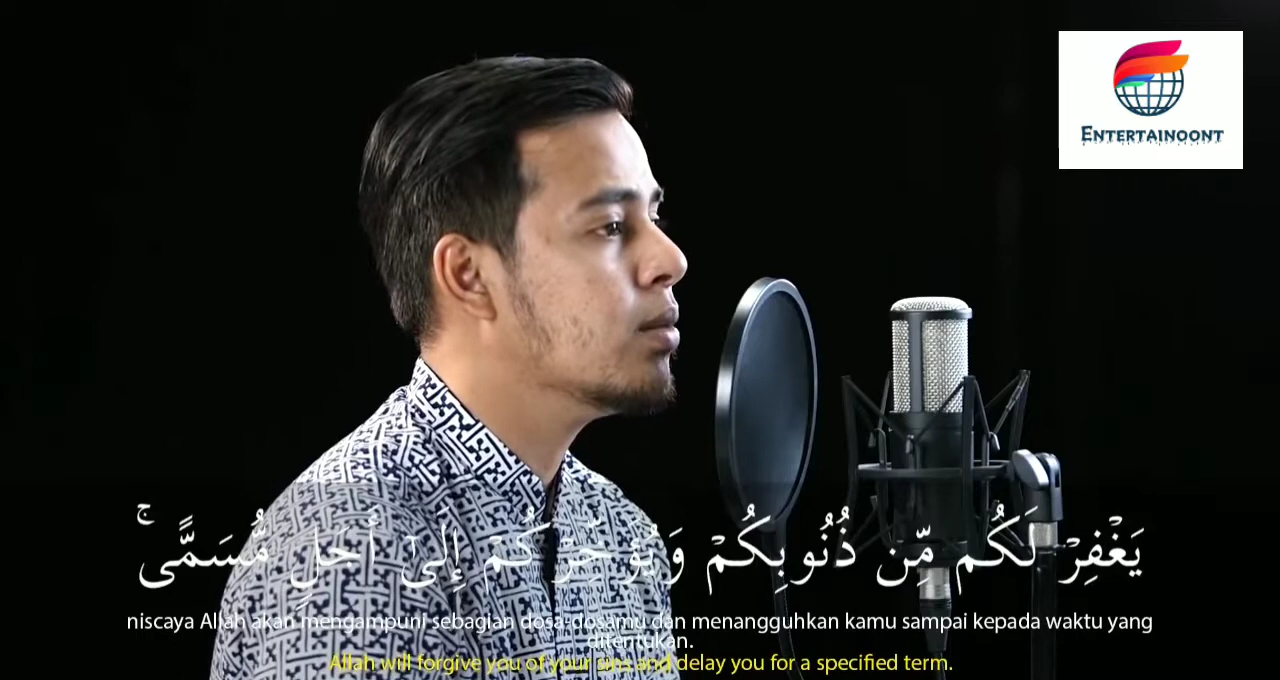 ENTERTAINOONT
يَغْفِرْ لَكُم مِّن ذُنُوبِكُمْ وَيُؤَخِّرْكُمْ إِلَىٰٓ أَجَلٍ مُّسَمًّى ۚ
niscaya Allah akan mengampuni sebagian dosa-dosamu dan menangguhkan kamu sampai kepada waktu yang
ditentukan.
Allah will forgive you of your sins and delay you for a specified term.